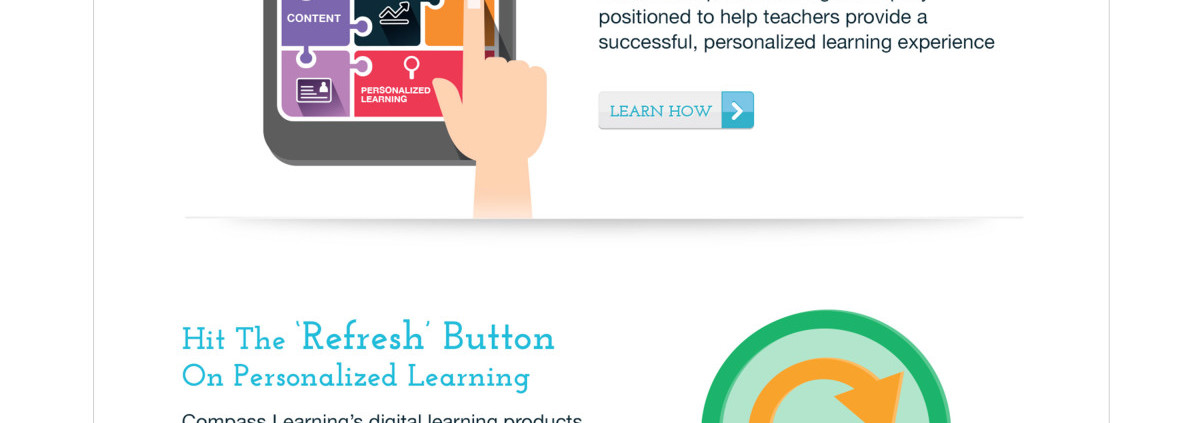 CONTENT
PERSONALIZED
LEARNING
positioned to help teachers provide a
successful, personalized learning experience
LEARN HOW
Hit The ‘Refresh’ Button
On Personalized Learning
Compass Learning’s digital learning products